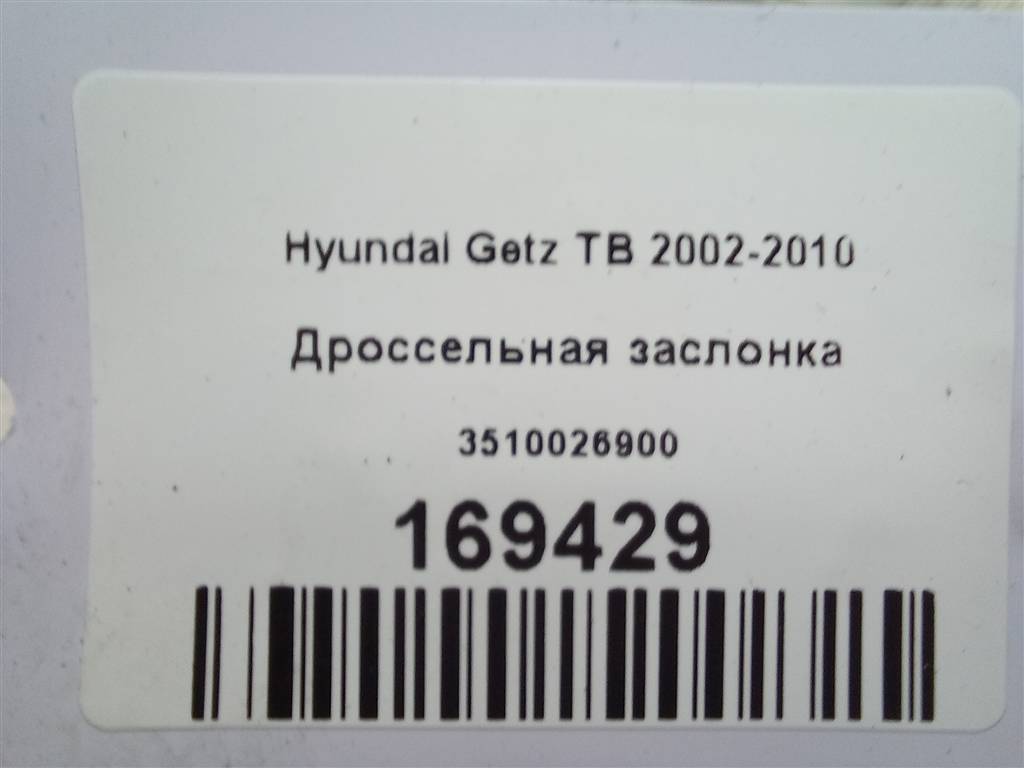 Hyundai Getz TB 2002-2010
Дроссельная заслонка
3510026900
169429